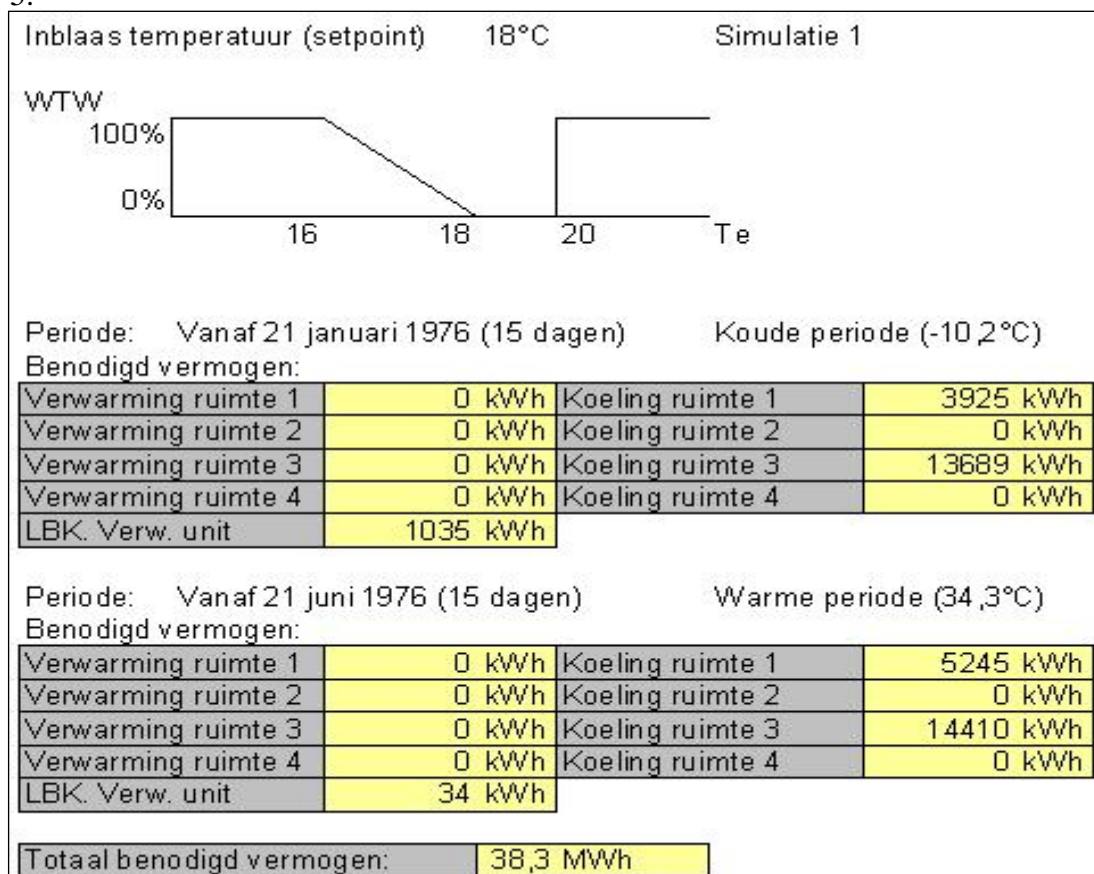 Inblaas temperatuur (setpoint) 18°C Simulatie 1
WTW
100%
0%
16 18 20 Te
Periode: Vanaf 21 januari 1976 (15 dagen) Koude periode (-10,2°C)
Benodigd vermogen:
Verwarming ruimte 1 0 kWh Koeling ruimte 1 3925 kWh
Verwarming ruimte 2 0 kWh Koeling ruimte 2 0 kWh
Verwarming ruimte 3 0 kWh Koeling ruimte 3 13689 kWh
Verwarming ruimte 4 0 kWh Koeling ruimte 4 0 kWh
LBK. Verw. unit 1035 kWh
Periode: Vanaf 21 juni 1976 (15 dagen) Warme periode (34,3°C)
Benodigd vermogen:
Verwarming ruimte 1 0 kWh Koeling ruimte 1 5245 kWh
Verwarming ruimte 2 0 kWh Koeling ruimte 2 0 kWh
Verwarming ruimte 3 0 kWh Koeling ruimte 3 14410 kWh
Verwarming ruimte 4 0 kWh Koeling ruimte 4 0 kWh
LBK. Verw. unit 34 kWh
Totaal benodigd vermogen: 38,3 MWh